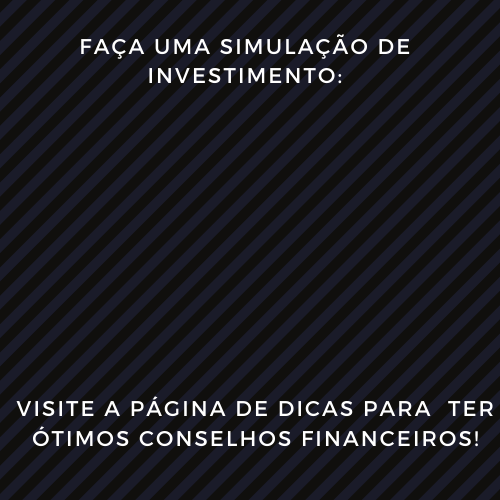 FAÇA UMA SIMULAÇÃO DE
INVESTIMENTO:
VISITE A PÁGINA DE DICAS PARA  TER
ÓTIMOS CONSELHOS FINANCEIROS!